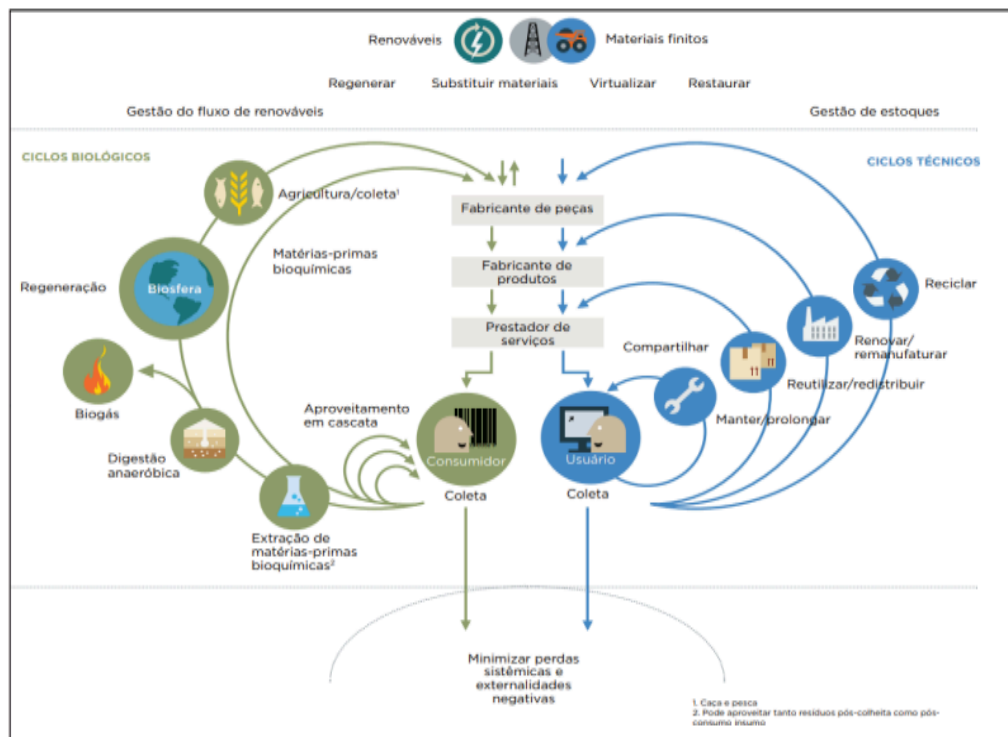 Renováveis
Materiais finitos
Regenerar
Substituir materiais
Virtualizar
Restaurar
Gestão do fluxo de renováveis
Gestão de estoques
CICLOS BIOLÓGICOS
CICLOS TÉCNICOS
Agricultura/coleta¹
Fabricante de peças
Matérias-primas
bioquímicas
Regeneração
Biosfera
Fabricante de
produtos
Reciclar
Prestador de
serviços
Compartilhar
Renovar/
remanufaturar
Reutilizar/redistribuir
Biogás
Aproveitamento
em cascata
Manter/prolongar
Digestão
anaeróbica
Consumidor
Usuário
Coleta
Coleta
Extração de
matérias-primas
bioquímicas²
Minimizar perdas
sistêmicas e
externalidades
negativas
1. Caça e pesca
2. Pode aproveitar tanto resíduos pós-colheita como pós-
consumo insumo